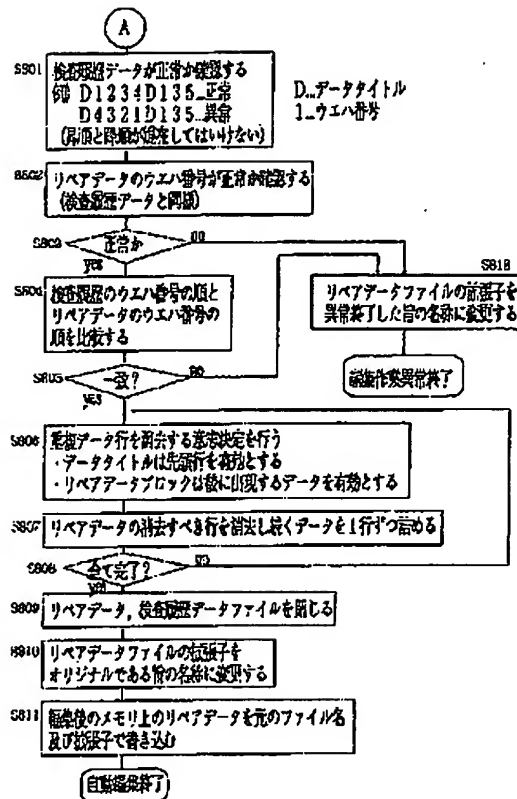 A
S801
検査履歴データが正常か確認する
例 D1234D135…正常
D4321D135…異常
(昇順と降順が混在してはいけない)
D…データタイトル
1…ウエハ番号
S802
リペアデータのウエハ番号が正常か確認する
(検査履歴データと同様)
S803
正常か
no
yes
S804
検査履歴のウエハ番号の順と
リペアデータのウエハ番号の
順を比較する
S818
リペアデータファイルの拡張子を
異常終了した旨の名称に変更する
編集作業異常終了
S805
一致?
no
yes
S806
重複データ行を消去する意志決定を行う
・データタイトルは先頭行を有効とする
・リペアデータブロックは後に出現するデータを有効とする
S807
リペアデータの消去すべき行を消去し続くデータを1行ずつ詰める
S808
全て完了?
no
yes
S809
リペアデータ,検査履歴データファイルを閉じる
S810
リペアデータファイルの拡張子を
オリジナルである旨の名称に変更する
S811
編集後のメモリ上のリペアデータを元のファイル名
及び拡張子で書き込む
自動編集終了